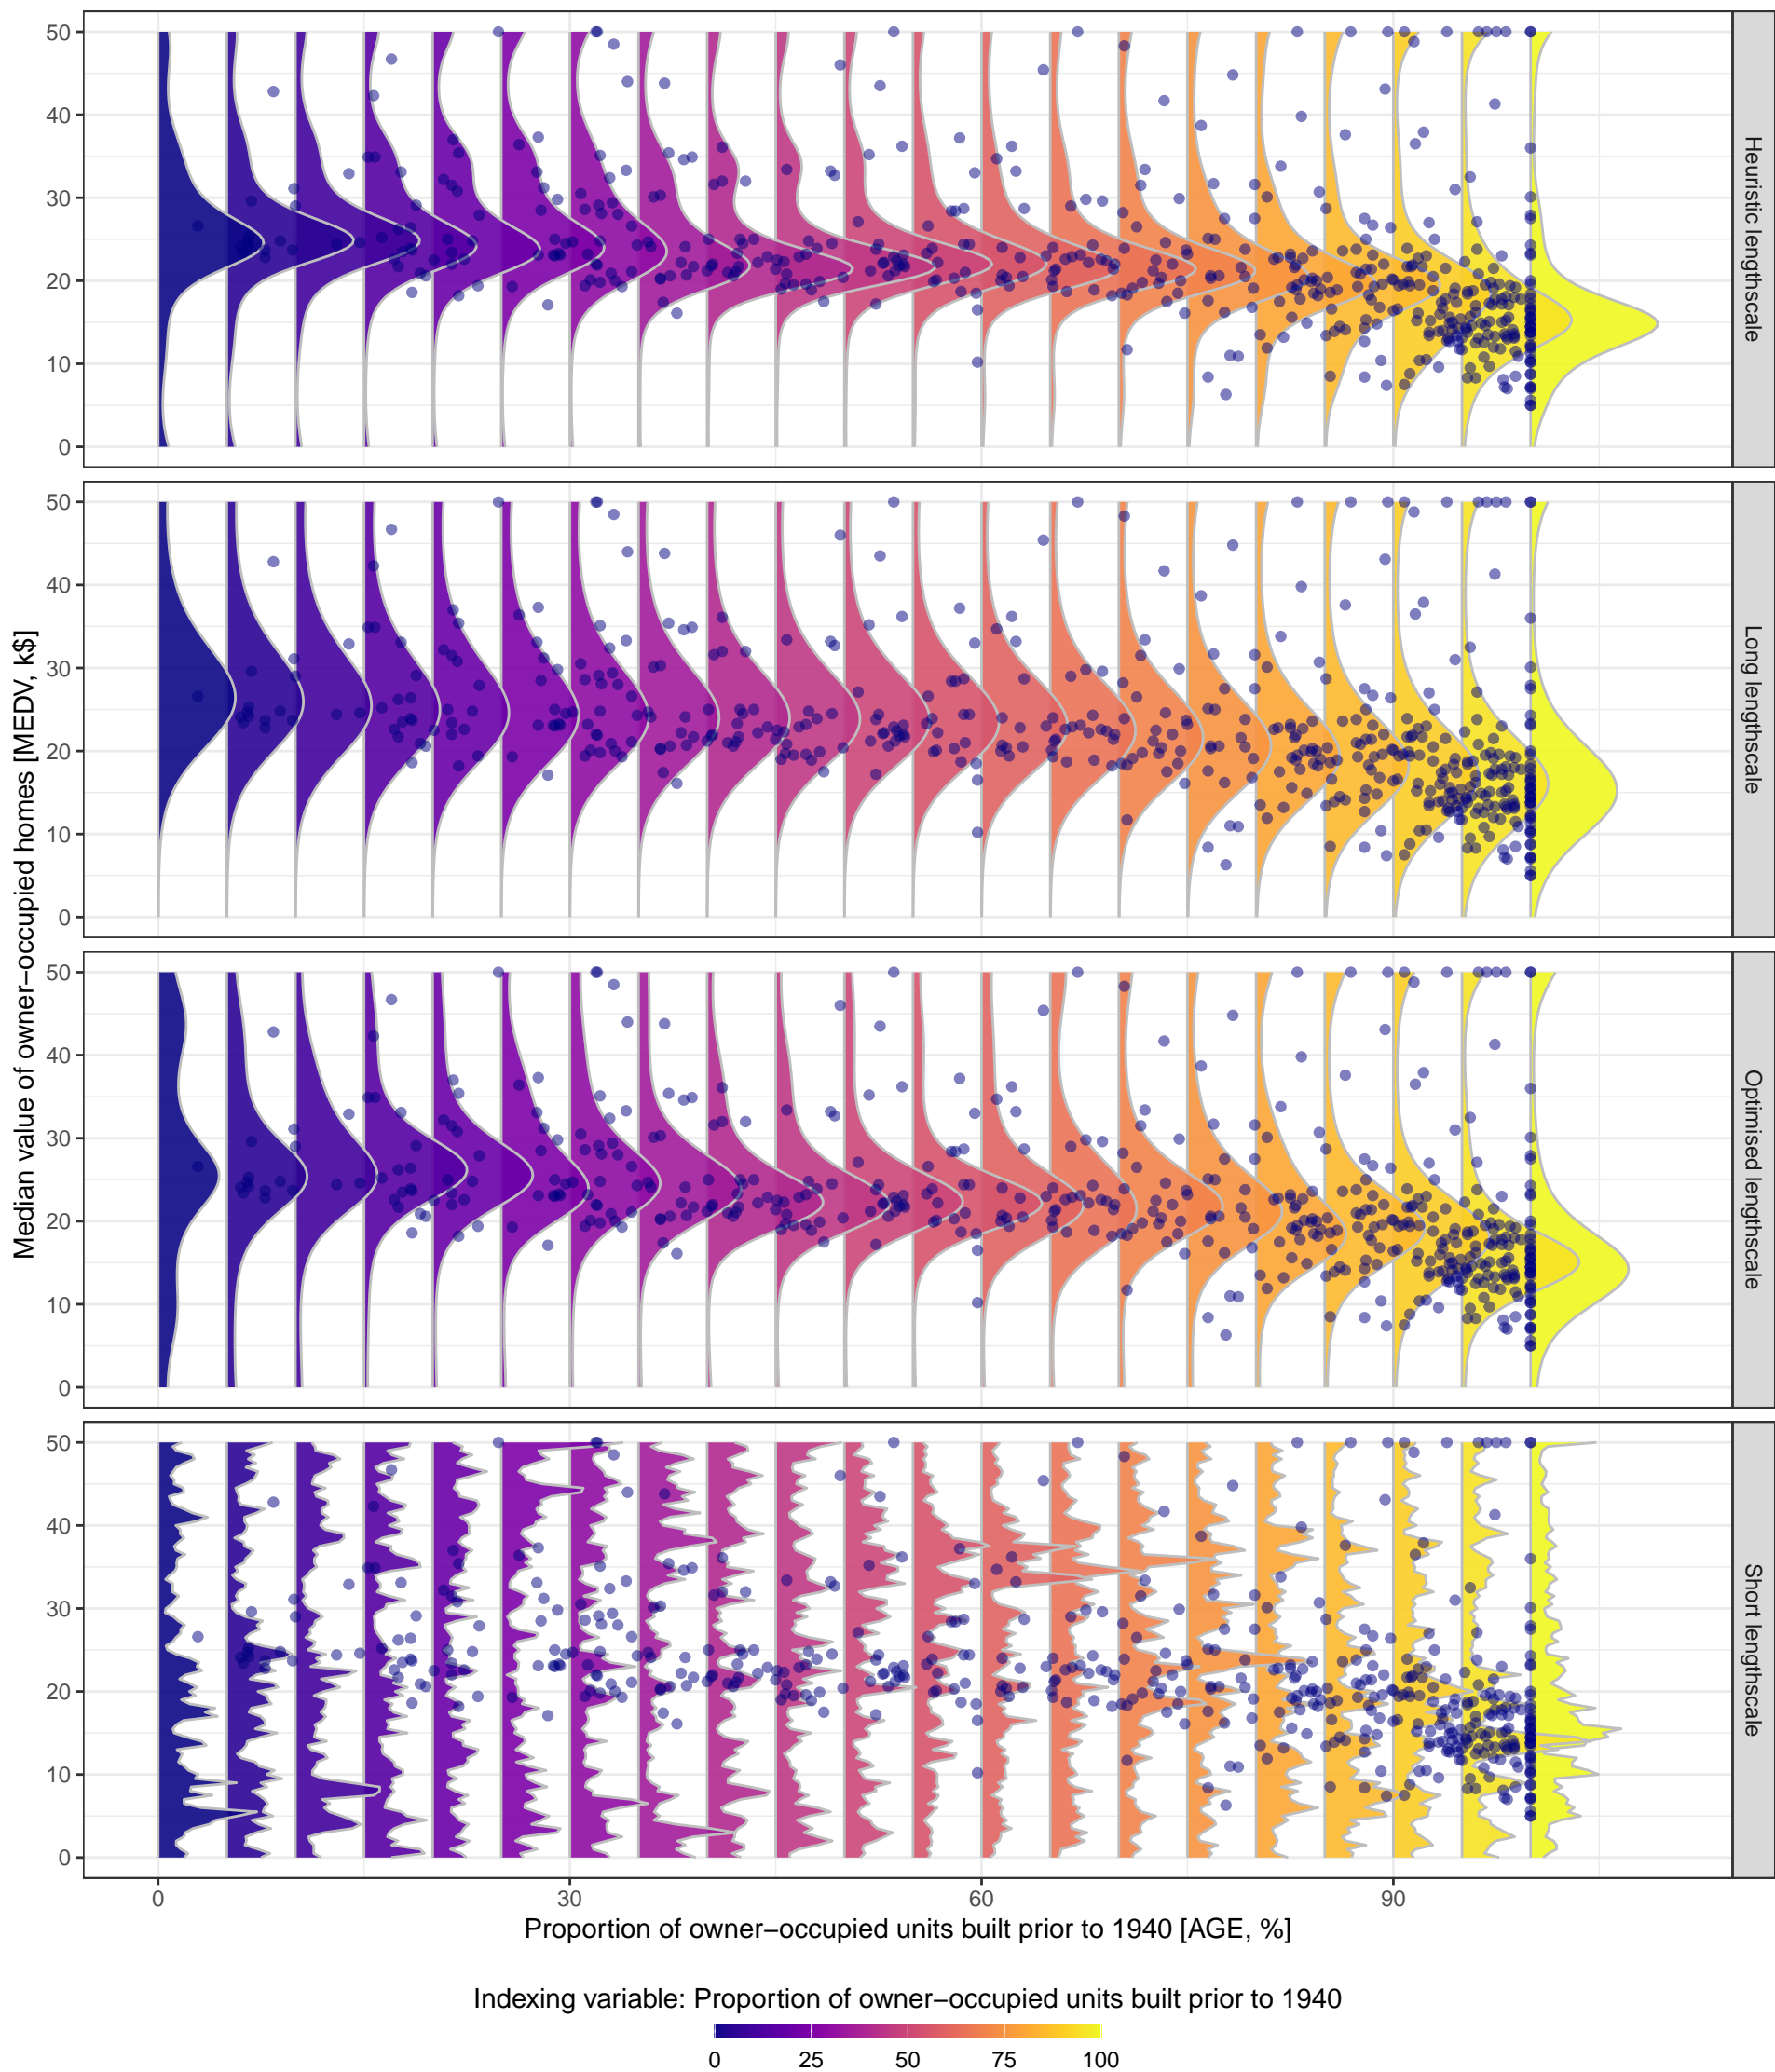 50
40
30
20
10
0
Heuristic lengthscale
50
40
30
20
10
0
Long lengthscale
Median value of owner−occupied homes [MEDV, k$]
50
40
30
20
10
0
Optimised lengthscale
50
40
30
20
10
0
Short lengthscale
0 30 60 90
Proportion of owner−occupied units built prior to 1940 [AGE, %]
Indexing variable: Proportion of owner−occupied units built prior to 1940
0 25 50 75 100